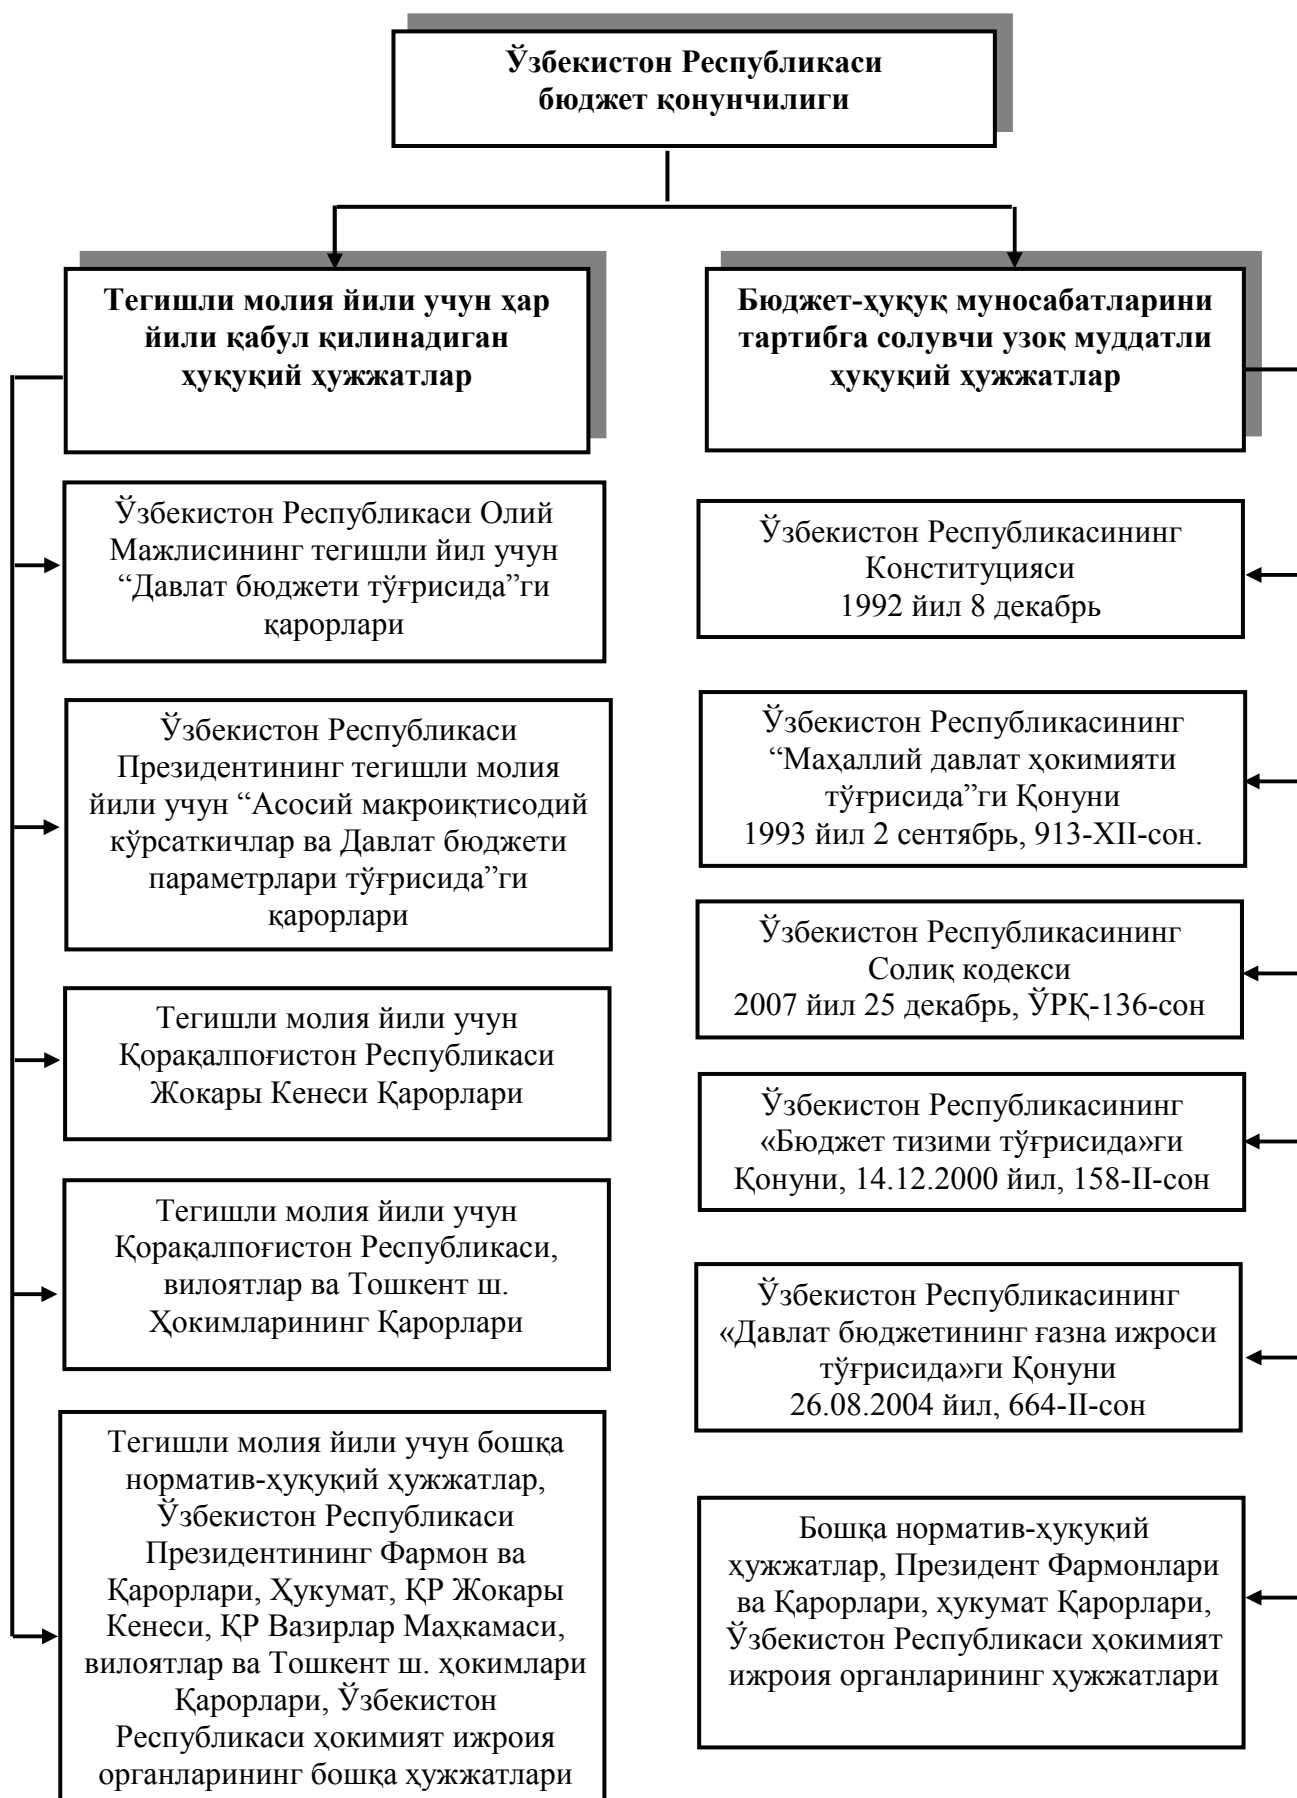 Ўзбекистон Республикаси
бюджет қонунчилиги
Тегишли молия йили учун ҳар
йили қабул қилинадиган
ҳуқуқий ҳужжатлар
Ўзбекистон Республикаси Олий
Мажлисининг тегишли йил учун
“Давлат бюджети тўғрисида”ги
қарорлари
Ўзбекистон Республикаси
Президентининг тегишли молия
йили учун “Асосий макроиқтисодий
кўрсаткичлар ва Давлат бюджети
параметрлари тўғрисида”ги
қарорлари
Тегишли молия йили учун
Қорақалпоғистон Республикаси
Жокары Кенеси Қарорлари
Тегишли молия йили учун
Қорақалпоғистон Республикаси,
вилоятлар ва Тошкент ш.
Ҳокимларининг Қарорлари
Тегишли молия йили учун бошқа
норматив-ҳуқуқий ҳужжатлар,
Ўзбекистон Республикаси
Президентининг Фармон ва
Қарорлари, Ҳукумат, ҚР Жокары
Кенеси, ҚР Вазирлар Маҳкамаси,
вилоятлар ва Тошкент ш. ҳокимлари
Қарорлари, Ўзбекистон
Республикаси ҳокимият ижроия
органларининг бошқа ҳужжатлари
Бюджет-ҳуқуқ муносабатларини
тартибга солувчи узоқ муддатли
ҳуқуқий ҳужжатлар
Ўзбекистон Республикасининг
Конституцияси
1992 йил 8 декабрь
Ўзбекистон Республикасининг
“Маҳаллий давлат ҳокимияти
тўғрисида”ги Қонуни
1993 йил 2 сентябрь, 913-XII-сон.
Ўзбекистон Республикасининг
Солиқ кодекси
2007 йил 25 декабрь, ЎРҚ-136-сон
Ўзбекистон Республикасининг
«Бюджет тизими тўғрисида»ги
Қонуни, 14.12.2000 йил, 158-II-сон
Ўзбекистон Республикасининг
«Давлат бюджетининг ғазна ижроси
тўғрисида»ги Қонуни
26.08.2004 йил, 664-II-сон
Бошқа норматив-ҳуқуқий
ҳужжатлар, Президент Фармонлари
ва Қарорлари, ҳукумат Қарорлари,
Ўзбекистон Республикаси ҳокимият
ижроия органларининг ҳужжатлари